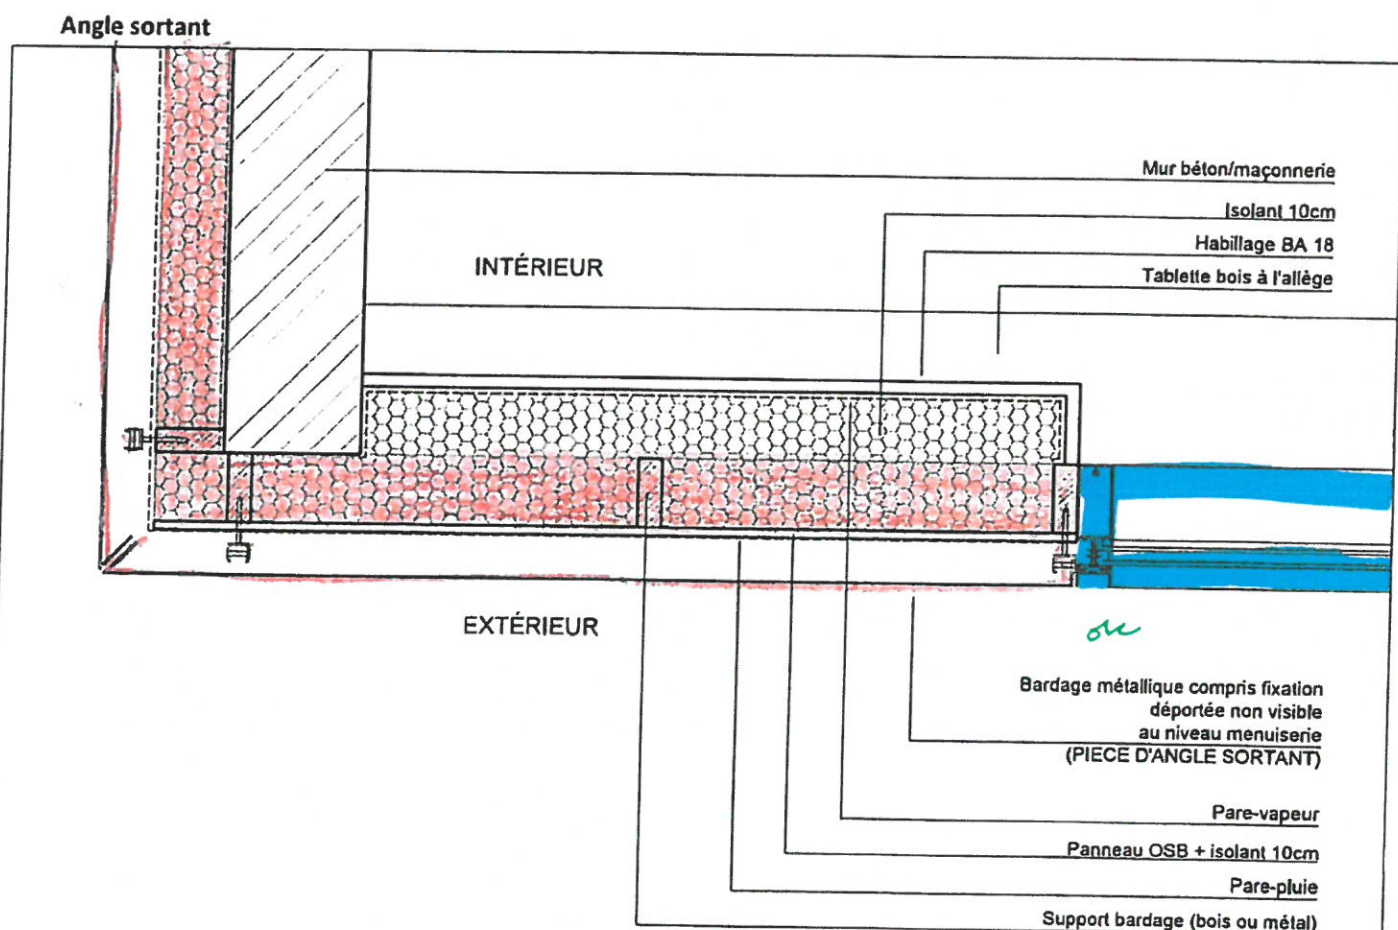 Angle sortant
Mur béton/maçonnerie
Isolant 10cm
Habillage BA 18
Tablette bois à l'allège
INTÉRIEUR
EXTÉRIEUR
ok
Bardage métallique compris fixation
déportée non visible
au niveau menuiserie
(PIECE D'ANGLE SORTANT)
Pare-vapeur
Panneau OSB + isolant 10cm
Pare-pluie
Support bardage (bois ou métal)